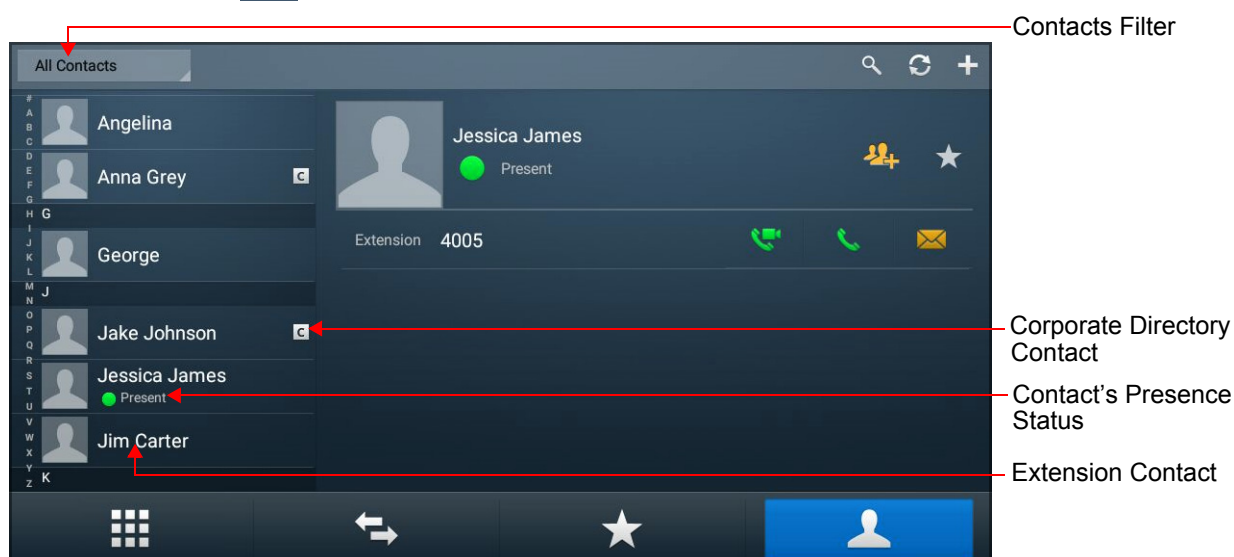 Contacts Filter
All Contacts
#
A
B
C
D
E
F
G
H
I
J
K
L
M
N
O
P
Q
R
S
T
U
V
W
X
Y
Z
Angelina
Anna Grey C
G
George
J
Jake Johnson C
Jessica James
Present
Jim Carter
K
Jessica James
Present
Extension 4005
Corporate Directory
Contact
Contact's Presence
Status
Extension Contact